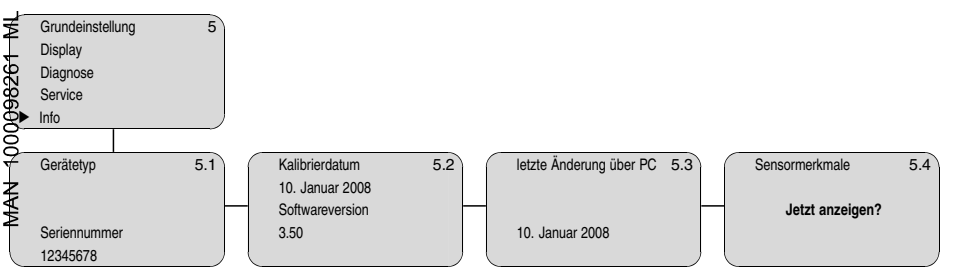 MAN 1000098261 ML
Grundeinstellung 5
Display
Diagnose
Service
Info
Gerätetyp 5.1
Seriennummer
12345678
Kalibrierdatum 5.2
10. Januar 2008
Softwareversion
3.50
letzte Änderung über PC 5.3
10. Januar 2008
Sensormerkmale 5.4
Jetzt anzeigen?